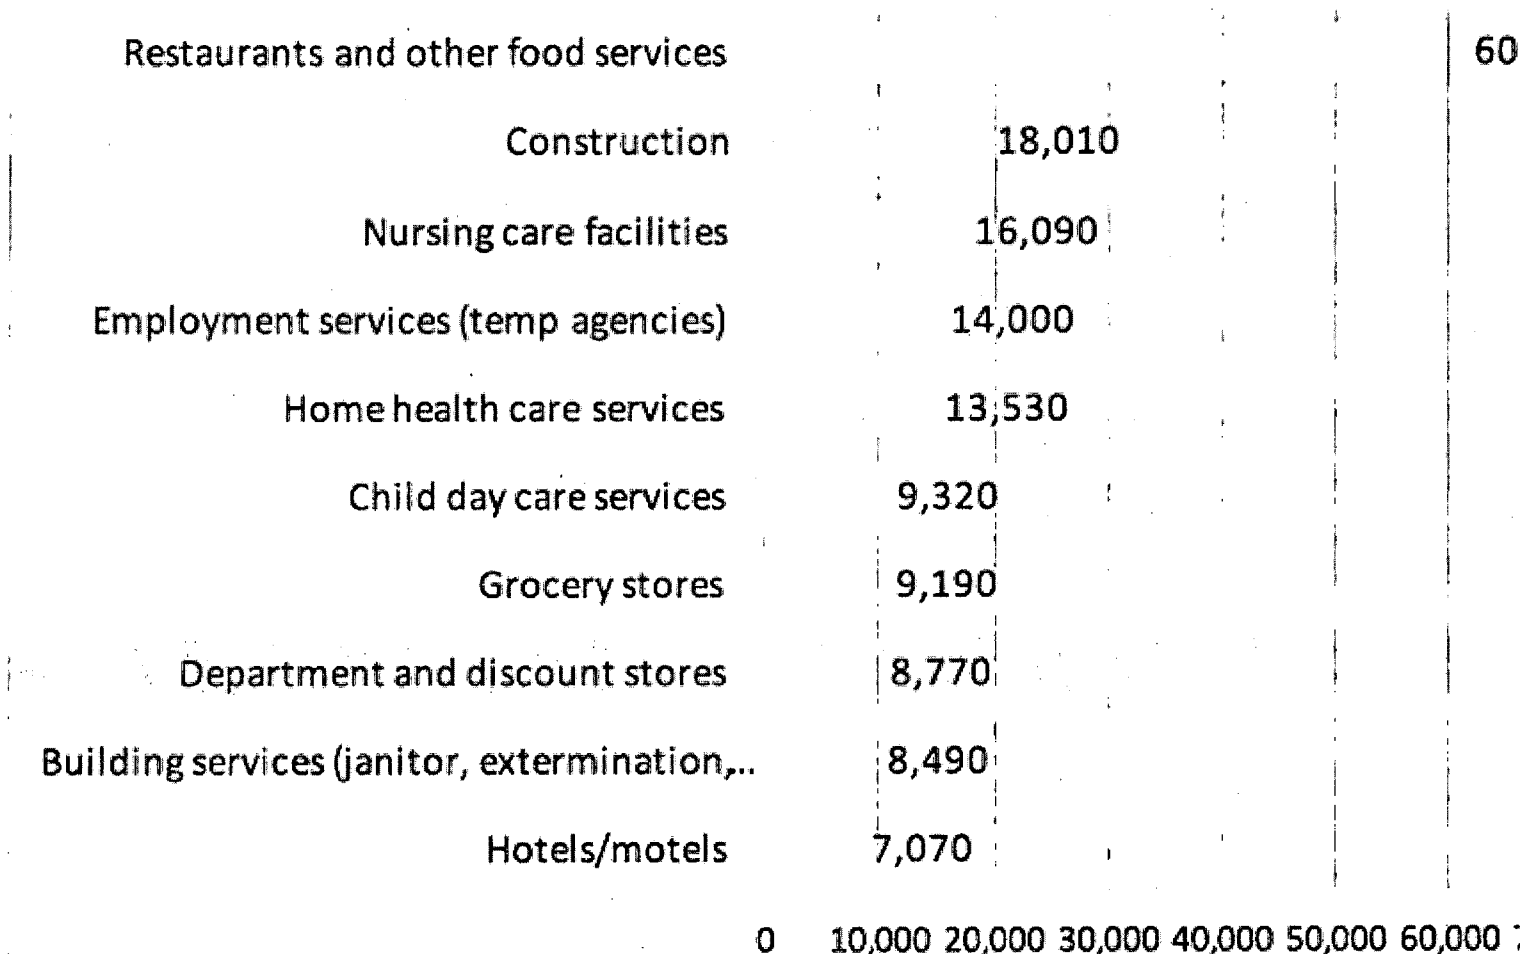 Restaurants and other food services 60
Construction 18,010
Nursing care facilities 16,090
Employment services (temp agencies) 14,000
Home health care services 13,530
Child day care services 9,320
Grocery stores 9,190
Department and discount stores 8,770
Building services (janitor, extermination,... 8,490
Hotels/motels 7,070
0 10,000 20,000 30,000 40,000 50,000 60,000